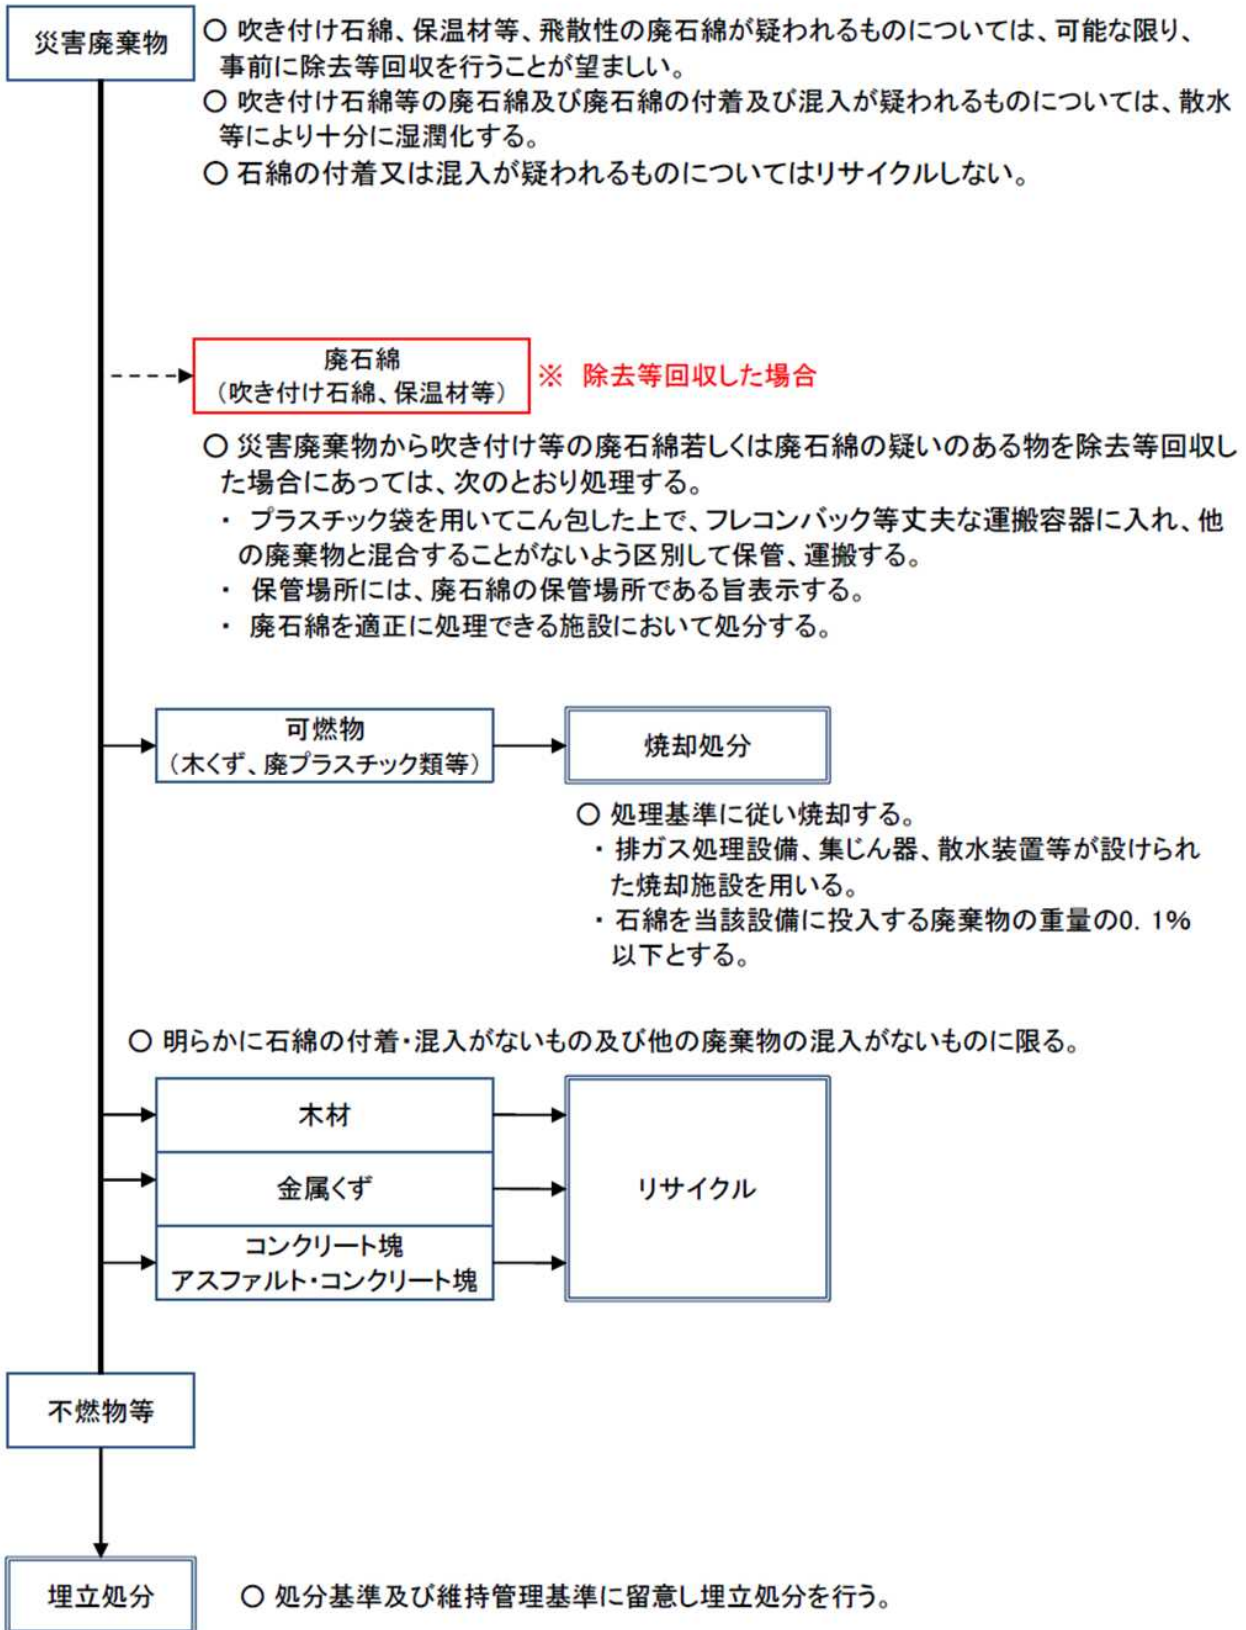 災害廃棄物
○ 吹き付け石綿、保温材等、飛散性の廃石綿が疑われるものについては、可能な限り、
事前に除去等回収を行うことが望ましい。
○ 吹き付け石綿等の廃石綿及び廃石綿の付着及び混入が疑われるものについては、散水
等により十分に湿潤化する。
○ 石綿の付着又は混入が疑われるものについてはリサイクルしない。
廃石綿
（吹き付け石綿、保温材等）
※ 除去等回収した場合
○ 災害廃棄物から吹き付け等の廃石綿若しくは廃石綿の疑いのある物を除去等回収し
た場合にあっては、次のとおり処理する。
・ プラスチック袋を用いてこん包した上で、フレコンバック等丈夫な運搬容器に入れ、他
の廃棄物と混合することがないよう区別して保管、運搬する。
・ 保管場所には、廃石綿の保管場所である旨表示する。
・ 廃石綿を適正に処理できる施設において処分する。
可燃物
（木くず、廃プラスチック類等）
焼却処分
○ 処理基準に従い焼却する。
・排ガス処理設備、集じん器、散水装置等が設けられ
た焼却施設を用いる。
・石綿を当該設備に投入する廃棄物の重量の0．1%
以下とする。
○ 明らかに石綿の付着・混入がないもの及び他の廃棄物の混入がないものに限る。
木材
金属くず
コンクリート塊
アスファルト・コンクリート塊
リサイクル
不燃物等
埋立処分
○ 処分基準及び維持管理基準に留意し埋立処分を行う。